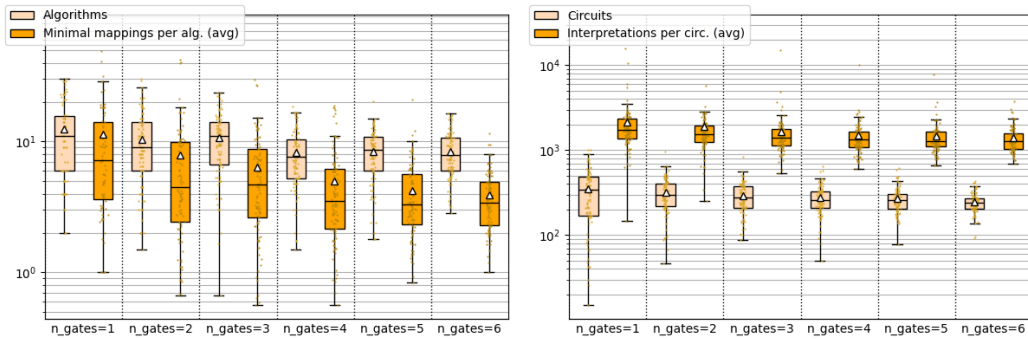 Algorithms
Minimal mappings per alg. (avg)
10¹
10⁰
n_gates=1 n_gates=2 n_gates=3 n_gates=4 n_gates=5 n_gates=6
Circuits
Interpretations per circ. (avg)
10⁴
10³
10²
n_gates=1 n_gates=2 n_gates=3 n_gates=4 n_gates=5 n_gates=6